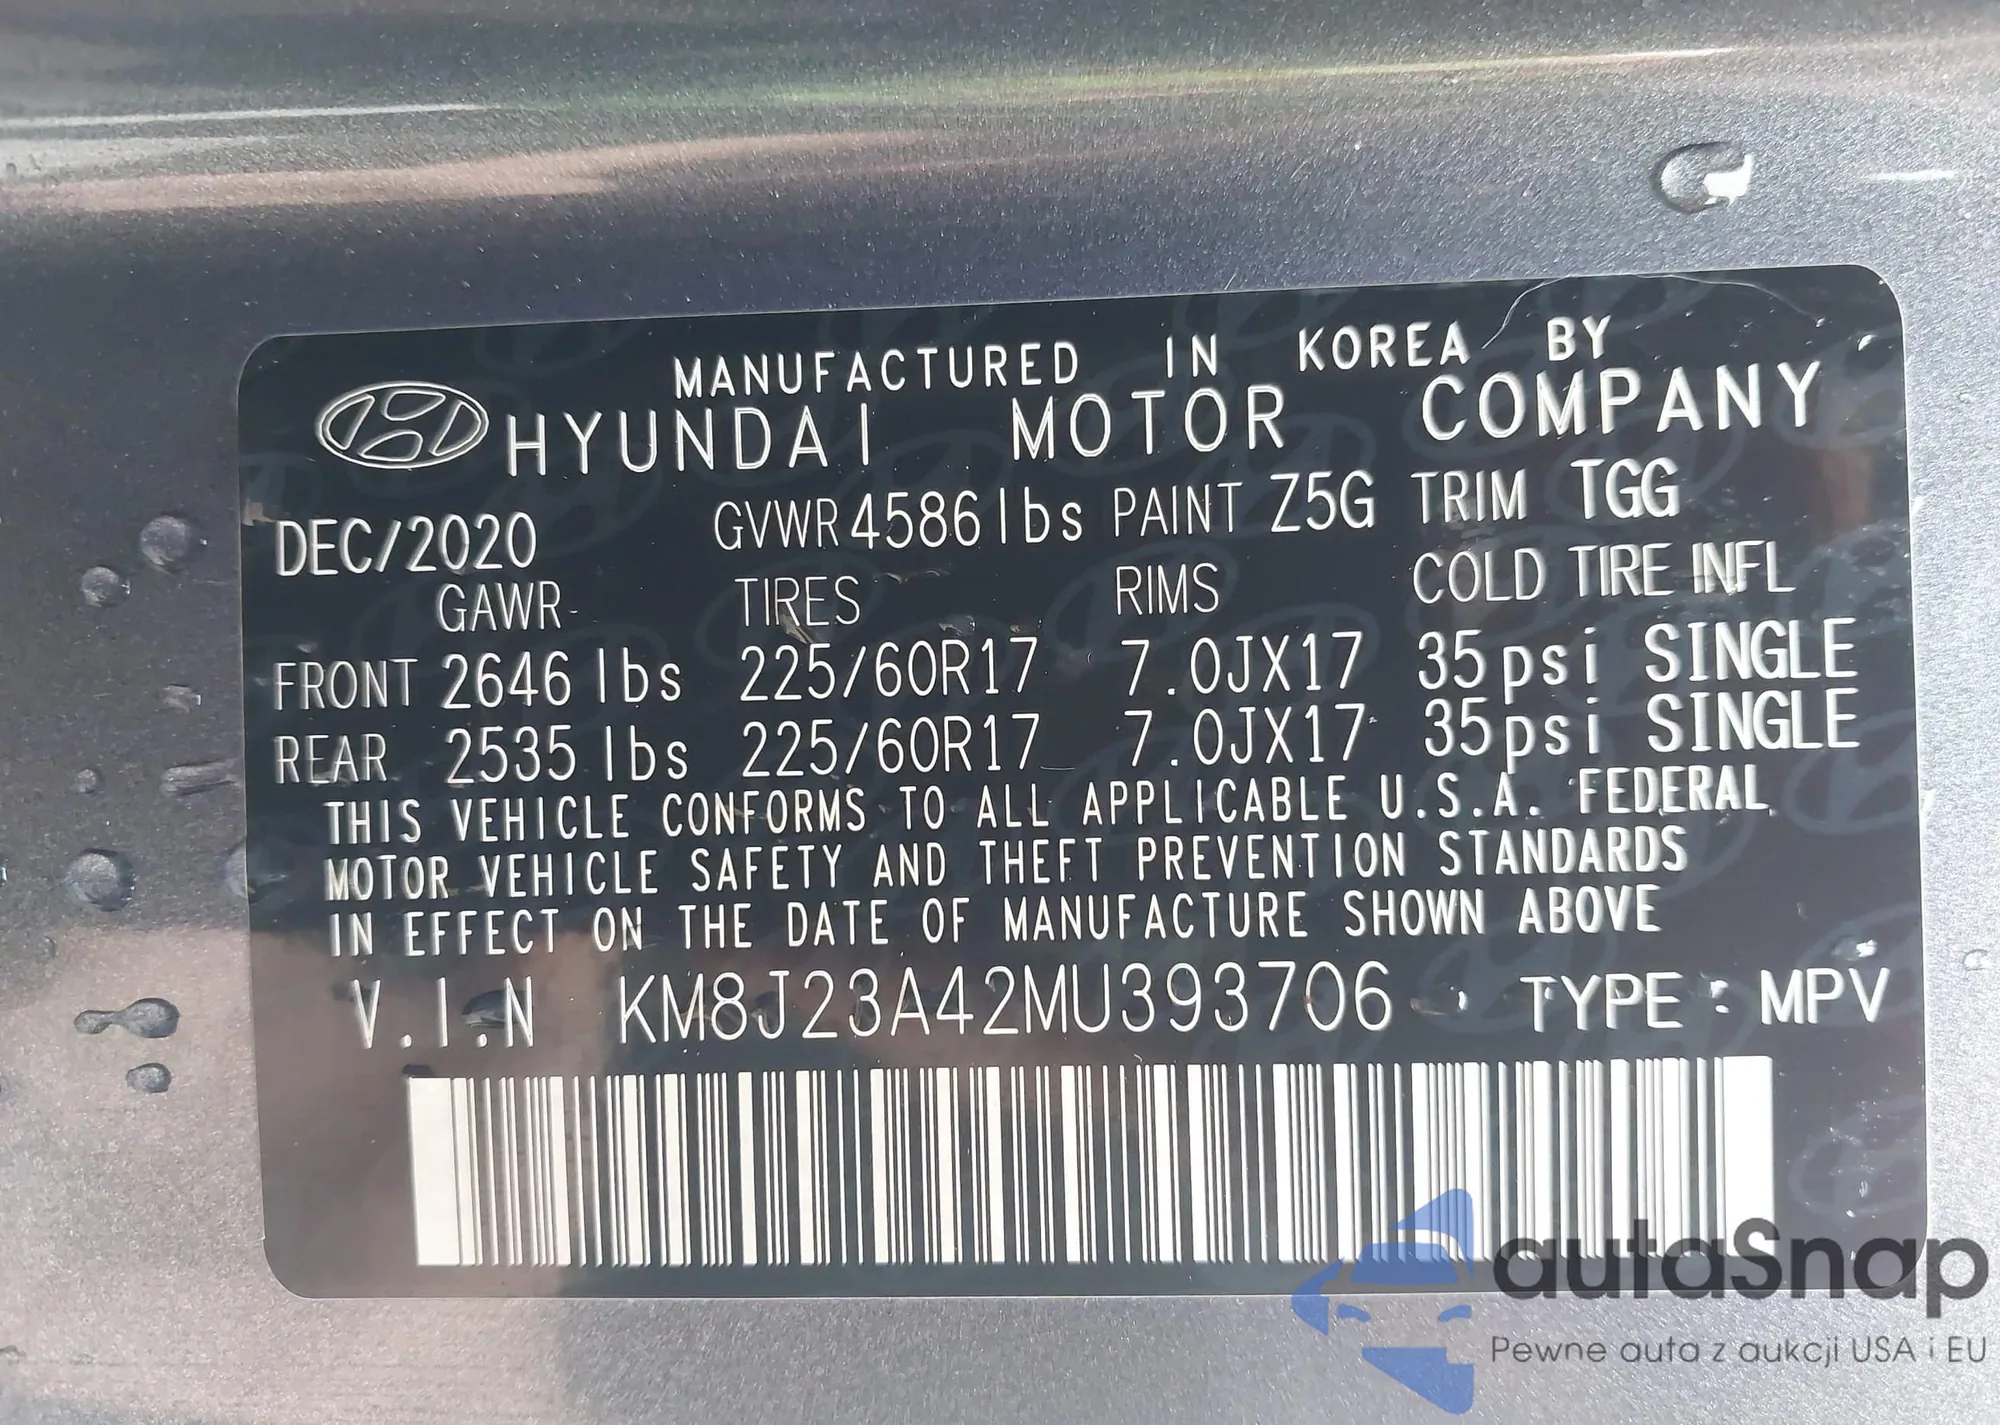 MANUFACTURED IN KOREA BY
HYUNDAI MOTOR COMPANY
DEC/2020 GVWR 4586 lbs PAINT Z5G TRIM TGG
GAWR TIRES RIMS COLD TIRE INFL
FRONT 2646 lbs 225/60R17 7.0JX17 35psi SINGLE
REAR 2535 lbs 225/60R17 7.0JX17 35psi SINGLE
THIS VEHICLE CONFORMS TO ALL APPLICABLE U.S.A. FEDERAL
MOTOR VEHICLE SAFETY AND THEFT PREVENTION STANDARDS
IN EFFECT ON THE DATE OF MANUFACTURE SHOWN ABOVE
V.I.N KM8J23A42MU393706 TYPE : MPV
autaSnap
Pewne auta z aukcji USA i EU